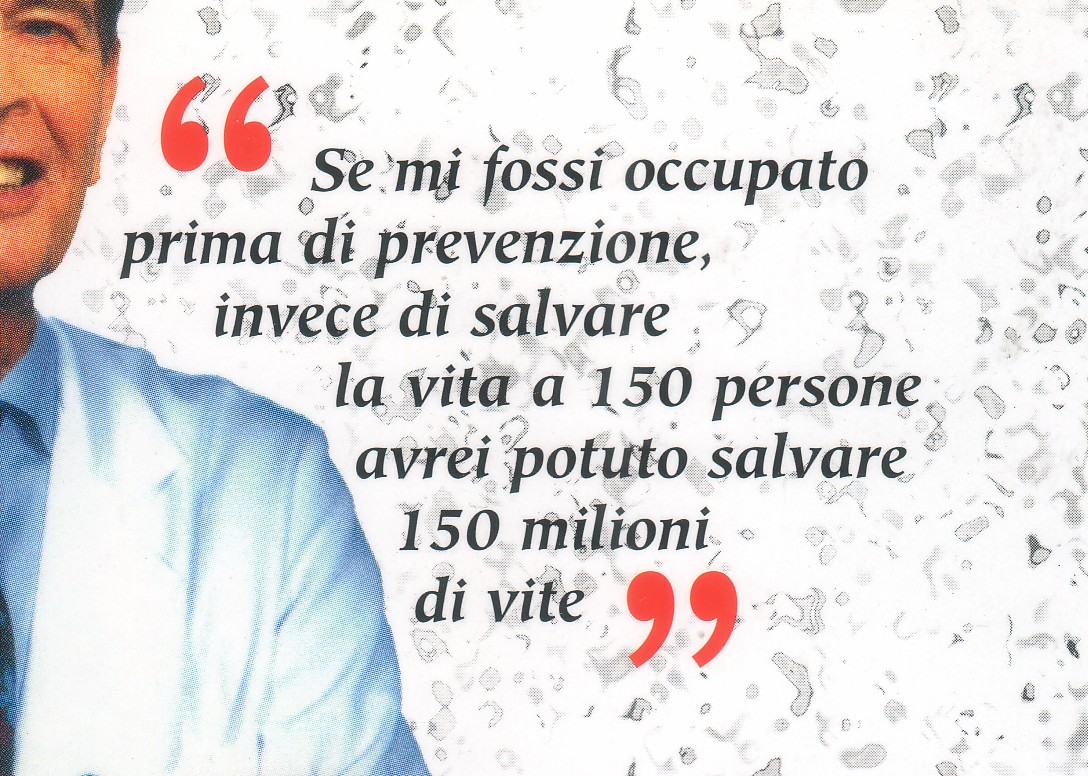 “ Se mi fossi occupato
prima di prevenzione,
invece di salvare
la vita a 150 persone
avrei potuto salvare
150 milioni
di vite ”